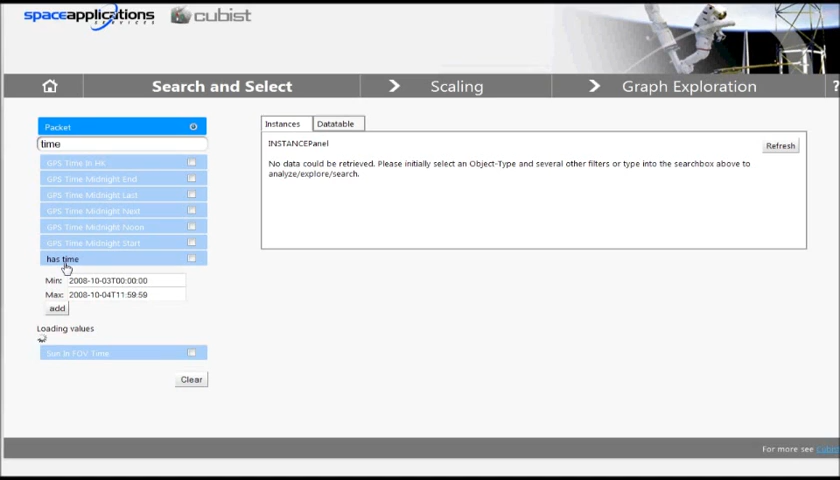 spaceapplications
SERVICES
cubist
Search and Select
Scaling
Graph Exploration
?
Packet
time
GPS Time In HK
GPS Time Midnight End
GPS Time Midnight Last
GPS Time Midnight Next
GPS Time Midnight Noon
GPS Time Midnight Start
has time
Min: 2008-10-03T00:00:00
Max: 2008-10-04T11:59:59
add
Loading values
Sun In FOV Time
Clear
Instances Datatable
INSTANCEPanel
Refresh
No data could be retrieved. Please initially select an Object-Type and several other filters or type into the searchbox above to
analyze/explore/search.
For more see